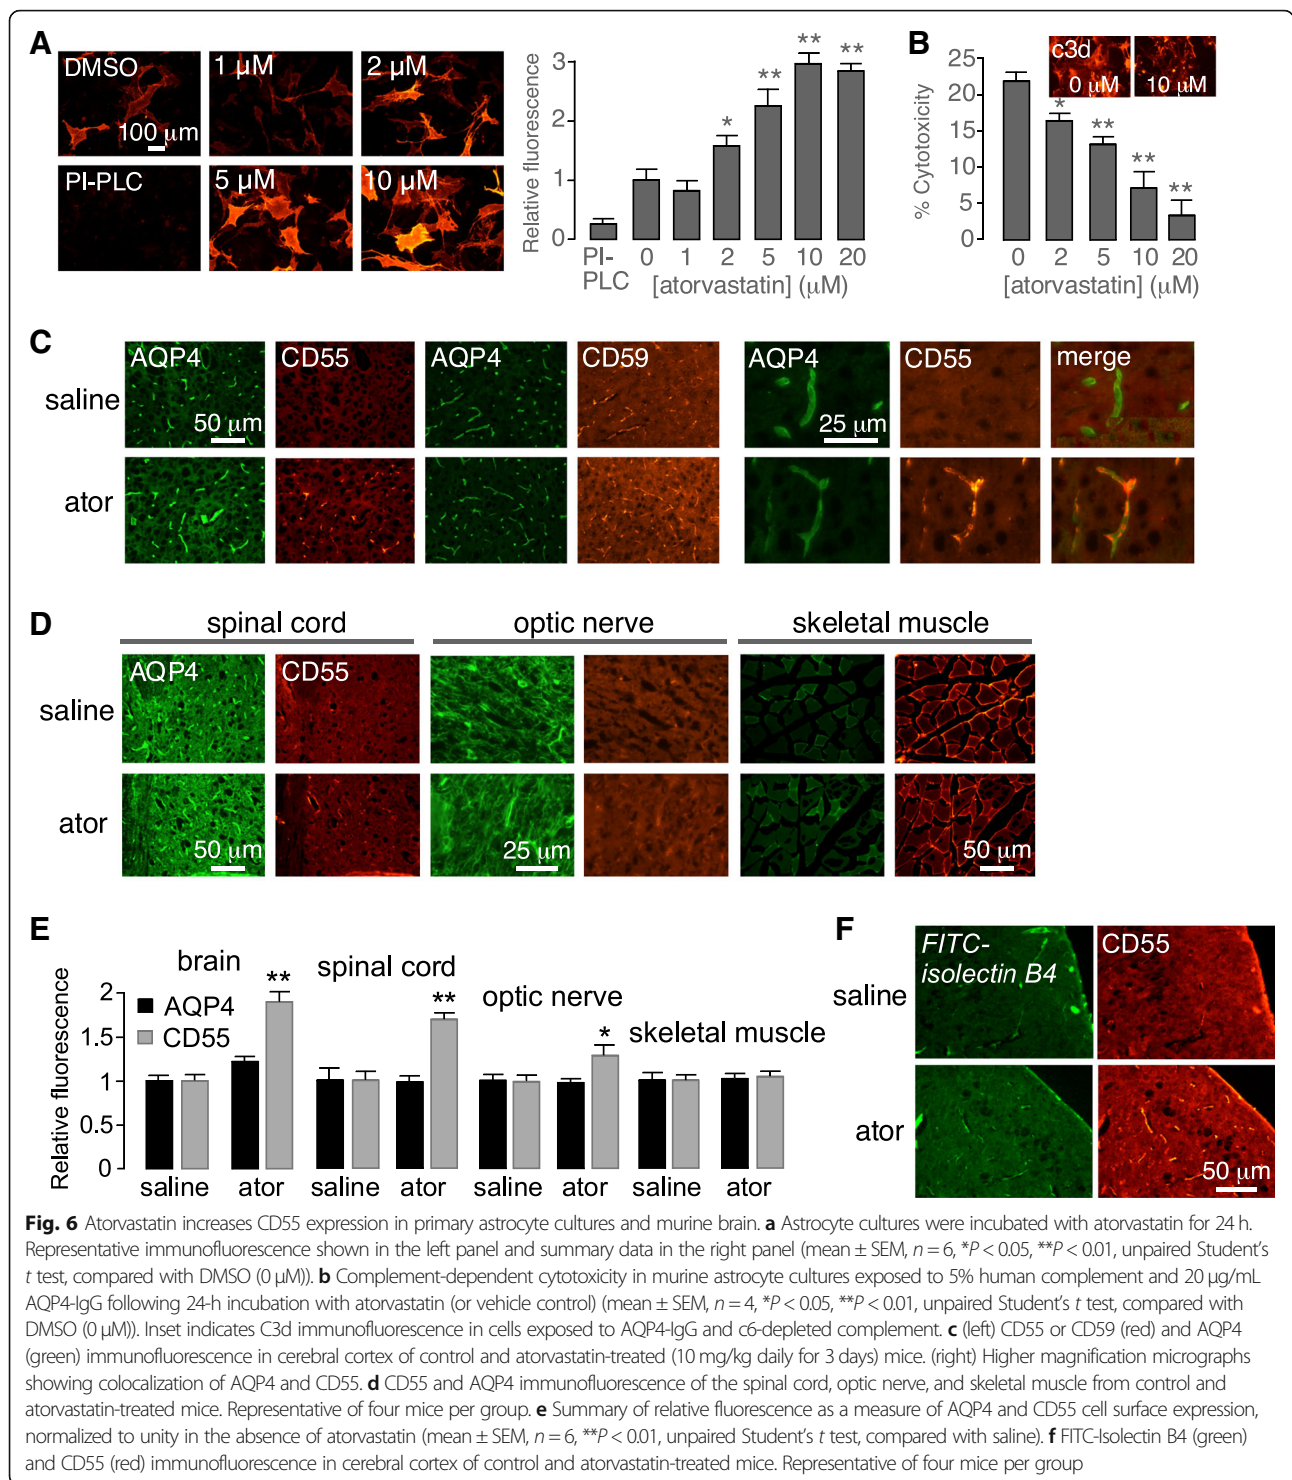 A
DMSO
1 µM
2 µM
100 µm
PI-PLC
5 µM
10 µM
Relative fluorescence
3
2
1
0
** **
**
*
PI-PLC 0 1 2 5 10 20
[atorvastatin] (µM)
B
c3d
0 µM
10 µM
% Cytotoxicity
25
20
15
10
5
0
*
**
**
**
0 2 5 10 20
[atorvastatin]
(µM)
C
AQP4 CD55 AQP4 CD59 AQP4 CD55 merge
saline
50 µm
25 µm
ator
D
spinal cord optic nerve skeletal muscle
AQP4 CD55
saline
ator
50 µm 25 µm 50 µm
E
Relative fluorescence
2
1.5
1
0.5
0
AQP4
CD55
brain
**
spinal cord
**
optic nerve
*
skeletal muscle
saline ator saline ator saline ator saline ator
F
FITC-
isolectin B4
CD55
saline
ator
50 µm
Fig. 6 Atorvastatin increases CD55 expression in primary astrocyte cultures and murine brain. a Astrocyte cultures were incubated with atorvastatin for 24 h.
Representative immunofluorescence shown in the left panel and summary data in the right panel (mean ± SEM, n = 6, *P < 0.05, **P < 0.01, unpaired Student's
t test, compared with DMSO (0 µM)). b Complement-dependent cytotoxicity in murine astrocyte cultures exposed to 5% human complement and 20 µg/mL
AQP4-IgG following 24-h incubation with atorvastatin (or vehicle control) (mean ± SEM, n = 4, *P < 0.05, **P < 0.01, unpaired Student's t test, compared with
DMSO (0 µM)). Inset indicates C3d immunofluorescence in cells exposed to AQP4-IgG and c6-depleted complement. c (left) CD55 or CD59 (red) and AQP4
(green) immunofluorescence in cerebral cortex of control and atorvastatin-treated (10 mg/kg daily for 3 days) mice. (right) Higher magnification micrographs
showing colocalization of AQP4 and CD55. d CD55 and AQP4 immunofluorescence of the spinal cord, optic nerve, and skeletal muscle from control and
atorvastatin-treated mice. Representative of four mice per group. e Summary of relative fluorescence as a measure of AQP4 and CD55 cell surface expression,
normalized to unity in the absence of atorvastatin (mean ± SEM, n = 6, **P < 0.01, unpaired Student's t test, compared with saline). f FITC-Isolectin B4 (green)
and CD55 (red) immunofluorescence in cerebral cortex of control and atorvastatin-treated mice. Representative of four mice per group